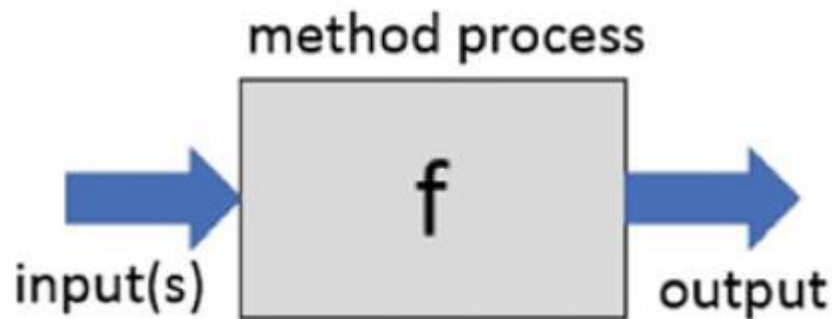 method process
f
input(s)
output